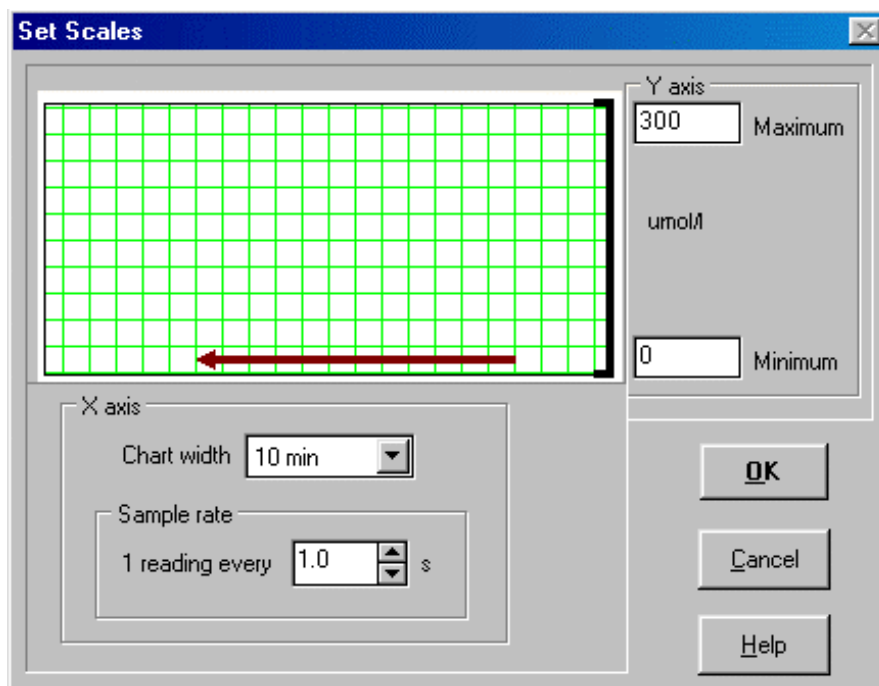 Set Scales
Y axis
300 Maximum
umol/l
0 Minimum
X axis
Chart width 10 min
Sample rate
1 reading every 1.0 s
OK
Cancel
Help